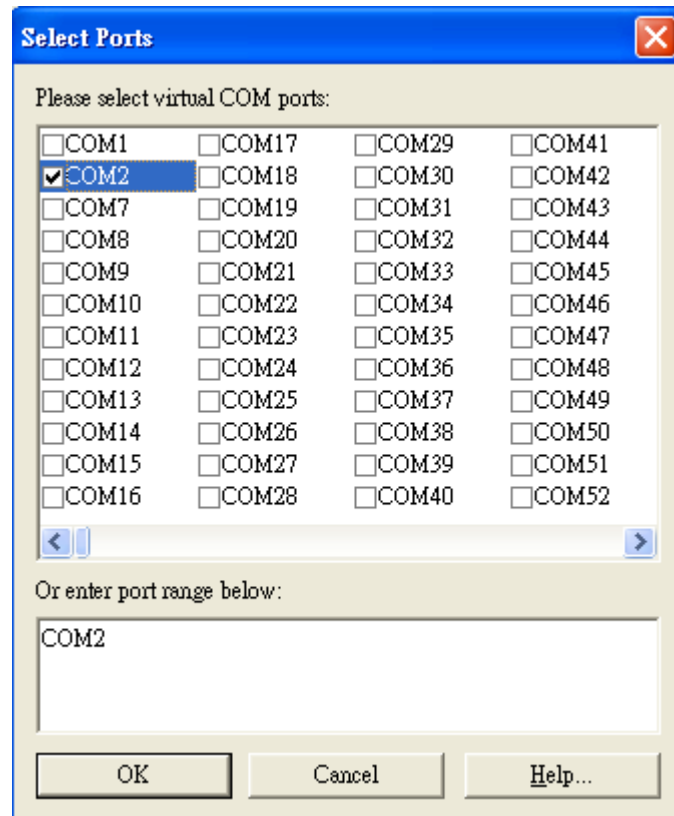 Select Ports
Please select virtual COM ports:
COM1 COM17 COM29 COM41
COM2 COM18 COM30 COM42
COM7 COM19 COM31 COM43
COM8 COM20 COM32 COM44
COM9 COM21 COM33 COM45
COM10 COM22 COM34 COM46
COM11 COM23 COM35 COM47
COM12 COM24 COM36 COM48
COM13 COM25 COM37 COM49
COM14 COM26 COM38 COM50
COM15 COM27 COM39 COM51
COM16 COM28 COM40 COM52
Or enter port range below:
COM2
OK Cancel Help...